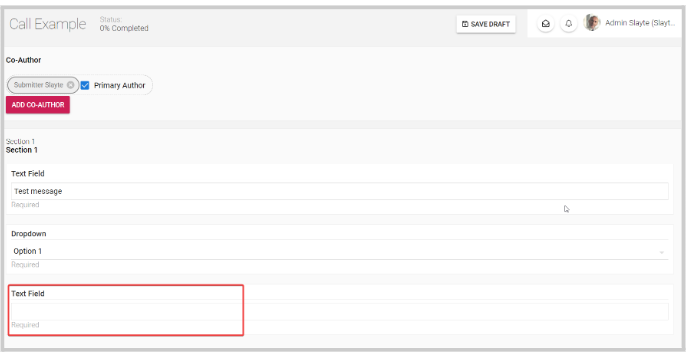 Call Example
Status:
0% Completed
SAVE DRAFT
Admin Slayte (Slayt...
Co-Author
Submitter Slayte
Primary Author
ADD CO-AUTHOR
Section 1
Section 1
Text Field
Test message
Required
Dropdown
Option 1
Required
Text Field
Required